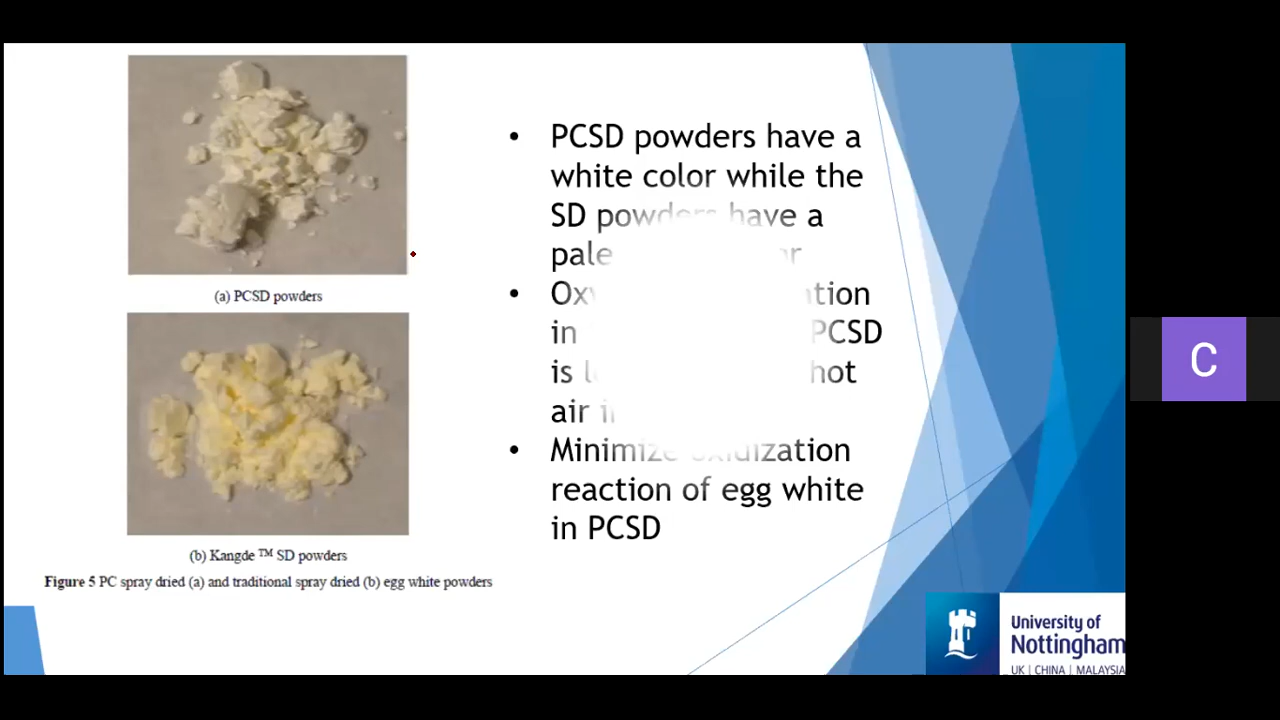 (a) PCSD powders
(b) Kangde ™ SD powders
Figure 5 PC spray dried (a) and traditional spray dried (b) egg white powders
• PCSD powders have a
white color while the
SD powders have a
pale
•
in PCSD
is hot
air
• Minimize oxidization
reaction of egg white
in PCSD
C
University of
Nottingham
UK | CHINA | MALAYSIA